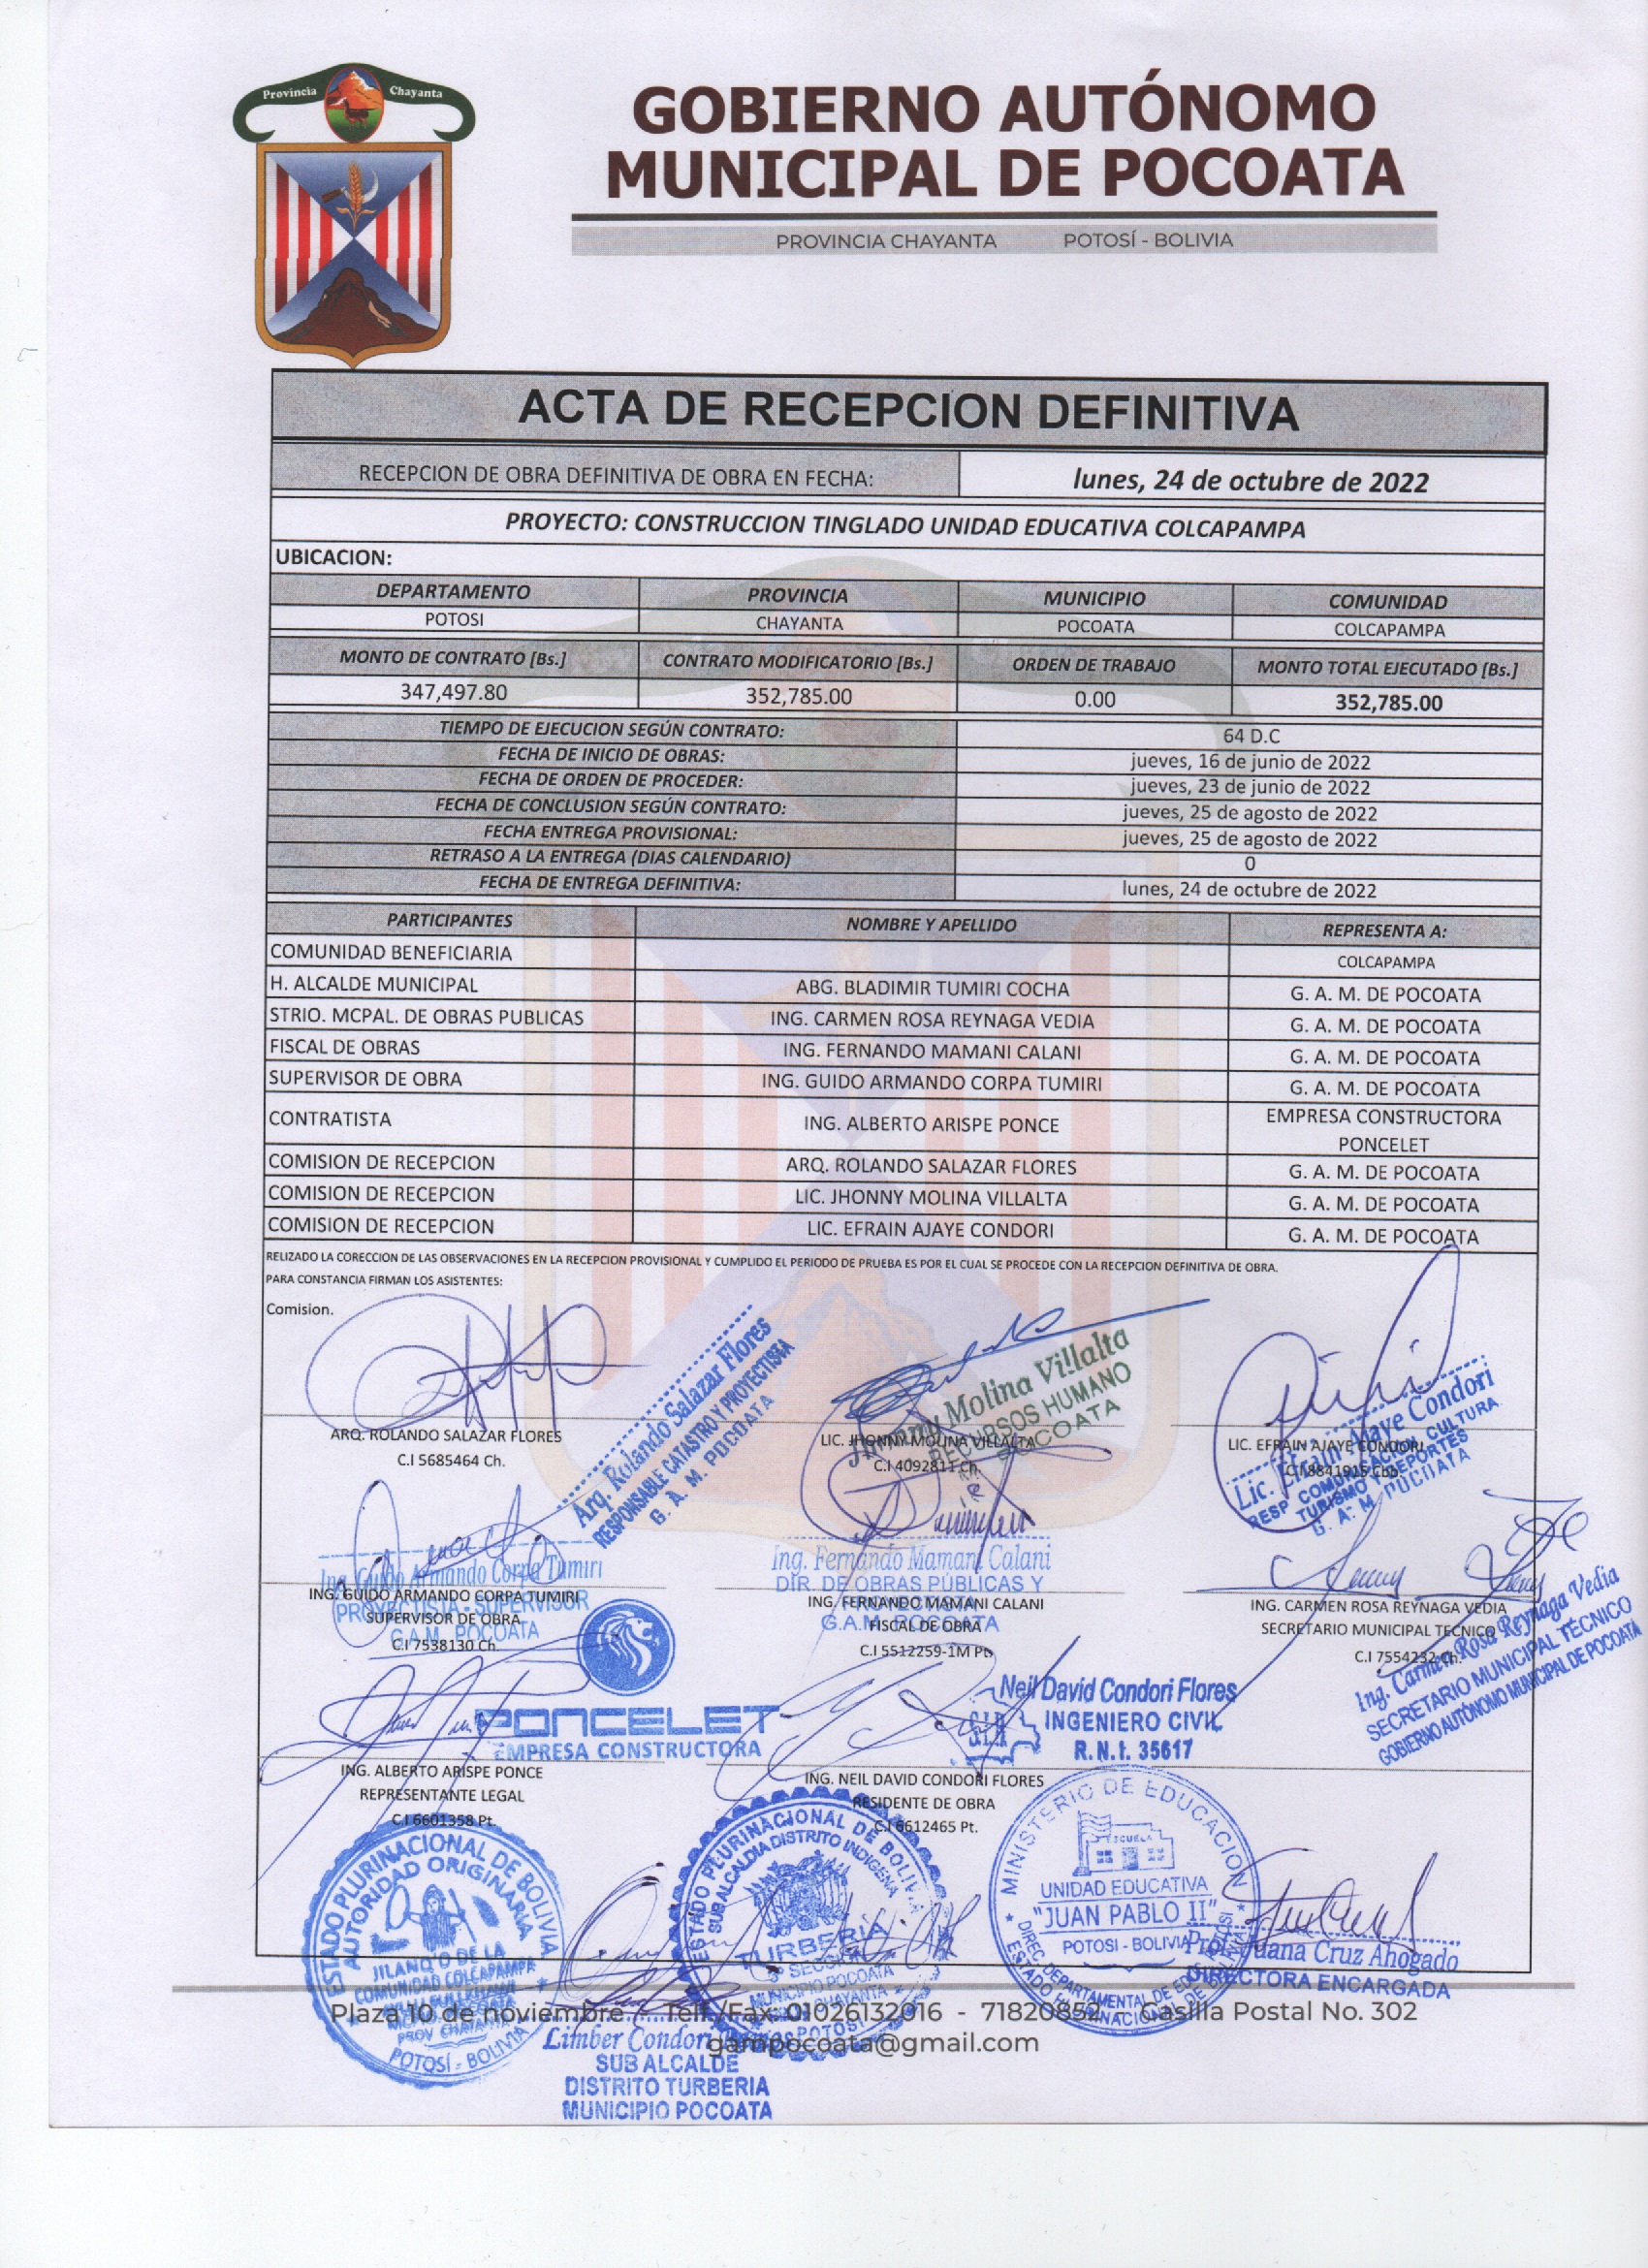 Provincia Chayanta
GOBIERNO AUTÓNOMO
MUNICIPAL DE POCOATA
PROVINCIA CHAYANTA POTOSÍ - BOLIVIA
ACTA DE RECEPCION DEFINITIVA
RECEPCION DE OBRA DEFINITIVA DE OBRA EN FECHA: lunes, 24 de octubre de 2022
PROYECTO: CONSTRUCCION TINGLADO UNIDAD EDUCATIVA COLCAPAMPA
UBICACION:
DEPARTAMENTO PROVINCIA MUNICIPIO COMUNIDAD
POTOSI CHAYANTA POCOATA COLCAPAMPA
MONTO DE CONTRATO [Bs.] CONTRATO MODIFICATORIO [Bs.] ORDEN DE TRABAJO MONTO TOTAL EJECUTADO [Bs.]
347,497.80 352,785.00 0.00 352,785.00
TIEMPO DE EJECUCION SEGÚN CONTRATO: 64 D.C
FECHA DE INICIO DE OBRAS: jueves, 16 de junio de 2022
FECHA DE ORDEN DE PROCEDER: jueves, 23 de junio de 2022
FECHA DE CONCLUSION SEGÚN CONTRATO: jueves, 25 de agosto de 2022
FECHA ENTREGA PROVISIONAL: jueves, 25 de agosto de 2022
RETRASO A LA ENTREGA (DIAS CALENDARIO) 0
FECHA DE ENTREGA DEFINITIVA: lunes, 24 de octubre de 2022
PARTICIPANTES NOMBRE Y APELLIDO REPRESENTA A:
COMUNIDAD BENEFICIARIA COLCAPAMPA
H. ALCALDE MUNICIPAL ABG. BLADIMIR TUMIRI COCHA G. A. M. DE POCOATA
STRIO. MCPAL. DE OBRAS PUBLICAS ING. CARMEN ROSA REYNAGA VEDIA G. A. M. DE POCOATA
FISCAL DE OBRAS ING. FERNANDO MAMANI CALANI G. A. M. DE POCOATA
SUPERVISOR DE OBRA ING. GUIDO ARMANDO CORPA TUMIRI G. A. M. DE POCOATA
CONTRATISTA ING. ALBERTO ARISPE PONCE EMPRESA CONSTRUCTORA
PONCELET
COMISION DE RECEPCION ARQ. ROLANDO SALAZAR FLORES G. A. M. DE POCOATA
COMISION DE RECEPCION LIC. JHONNY MOLINA VILLALTA G. A. M. DE POCOATA
COMISION DE RECEPCION LIC. EFRAIN AJAYE CONDORI G. A. M. DE POCOATA
RELIZADO LA CORECCION DE LAS OBSERVACIONES EN LA RECEPCION PROVISIONAL Y CUMPLIDO EL PERIODO DE PRUEBA ES POR EL CUAL SE PROCEDE CON LA RECEPCION DEFINITIVA DE OBRA.
PARA CONSTANCIA FIRMAN LOS ASISTENTES:
Comision.
Arq. Rolando Salazar Flores
RESPONSABLE CATASTRO Y PROYECTISTA
G. A. M. POCOATA
Jhonny Molina Villalta
RECURSOS HUMANO
POCOATA
Lic. Efrain Ajaye Condori
RESP. COMUNICACION, CULTURA
TURISMO Y DEPORTES
G. A. M. POCOATA
ARQ. ROLANDO SALAZAR FLORES
C.I 5685464 Ch.
LIC. JHONNY MOLINA VILLALTA
C.I 4092811 Ch.
LIC. EFRAIN AJAYE CONDORI
Ing. Guido Armando Corpa Tumiri
PROYECTISTA - SUPERVISOR
G.A.M. POCOATA
Ing. Fernando Mamani Calani
DIR. DE OBRAS PÚBLICAS Y
G.A.M. POCOATA
ING. GUIDO ARMANDO CORPA TUMIRI
SUPERVISOR DE OBRA
C.I 7538130 Ch.
ING. FERNANDO MAMANI CALANI
FISCAL DE OBRA
C.I 5512259-1M Pt.
ING. CARMEN ROSA REYNAGA VEDIA
SECRETARIO MUNICIPAL TECNICO
C.I 7554232 Ch.
Ing. Carmen Rosa Reynaga Vedia
SECRETARIO MUNICIPAL TÉCNICO
GOBIERNO AUTÓNOMO MUNICIPAL DE POCOATA
PONCELET
EMPRESA CONSTRUCTORA
Neil David Condori Flores
INGENIERO CIVIL
R.N.I. 35617
ING. ALBERTO ARISPE PONCE
REPRESENTANTE LEGAL
C.I 6601358 Pt.
ING. NEIL DAVID CONDORI FLORES
RESIDENTE DE OBRA
C.I 6612465 Pt.
ESTADO PLURINACIONAL DE BOLIVIA
AUTORIDAD ORIGINARIA
JILANQO DE LA
COMUNIDAD COLCAPAMPA
PROV CHAYANTA
POTOSÍ - BOLIVIA
ESTADO PLURINACIONAL DE BOLIVIA
SUB ALCALDIA DISTRITO INDIGENA
TURBERIA
3º SECCION
MUNICIPIO POCOATA
CHAYANTA
POTOSI
MINISTERIO DE EDUCACION
ESCUELA
UNIDAD EDUCATIVA
"JUAN PABLO II"
POTOSI - BOLIVIA
Prof. Juana Cruz Ahogado
DIRECTORA ENCARGADA
Plaza 10 de noviembre - Telf./Fax: 01026132016 - 71820852 - Casilla Postal No. 302
gampocoata@gmail.com
Limber Condori
SUB ALCALDE
DISTRITO TURBERIA
MUNICIPIO POCOATA